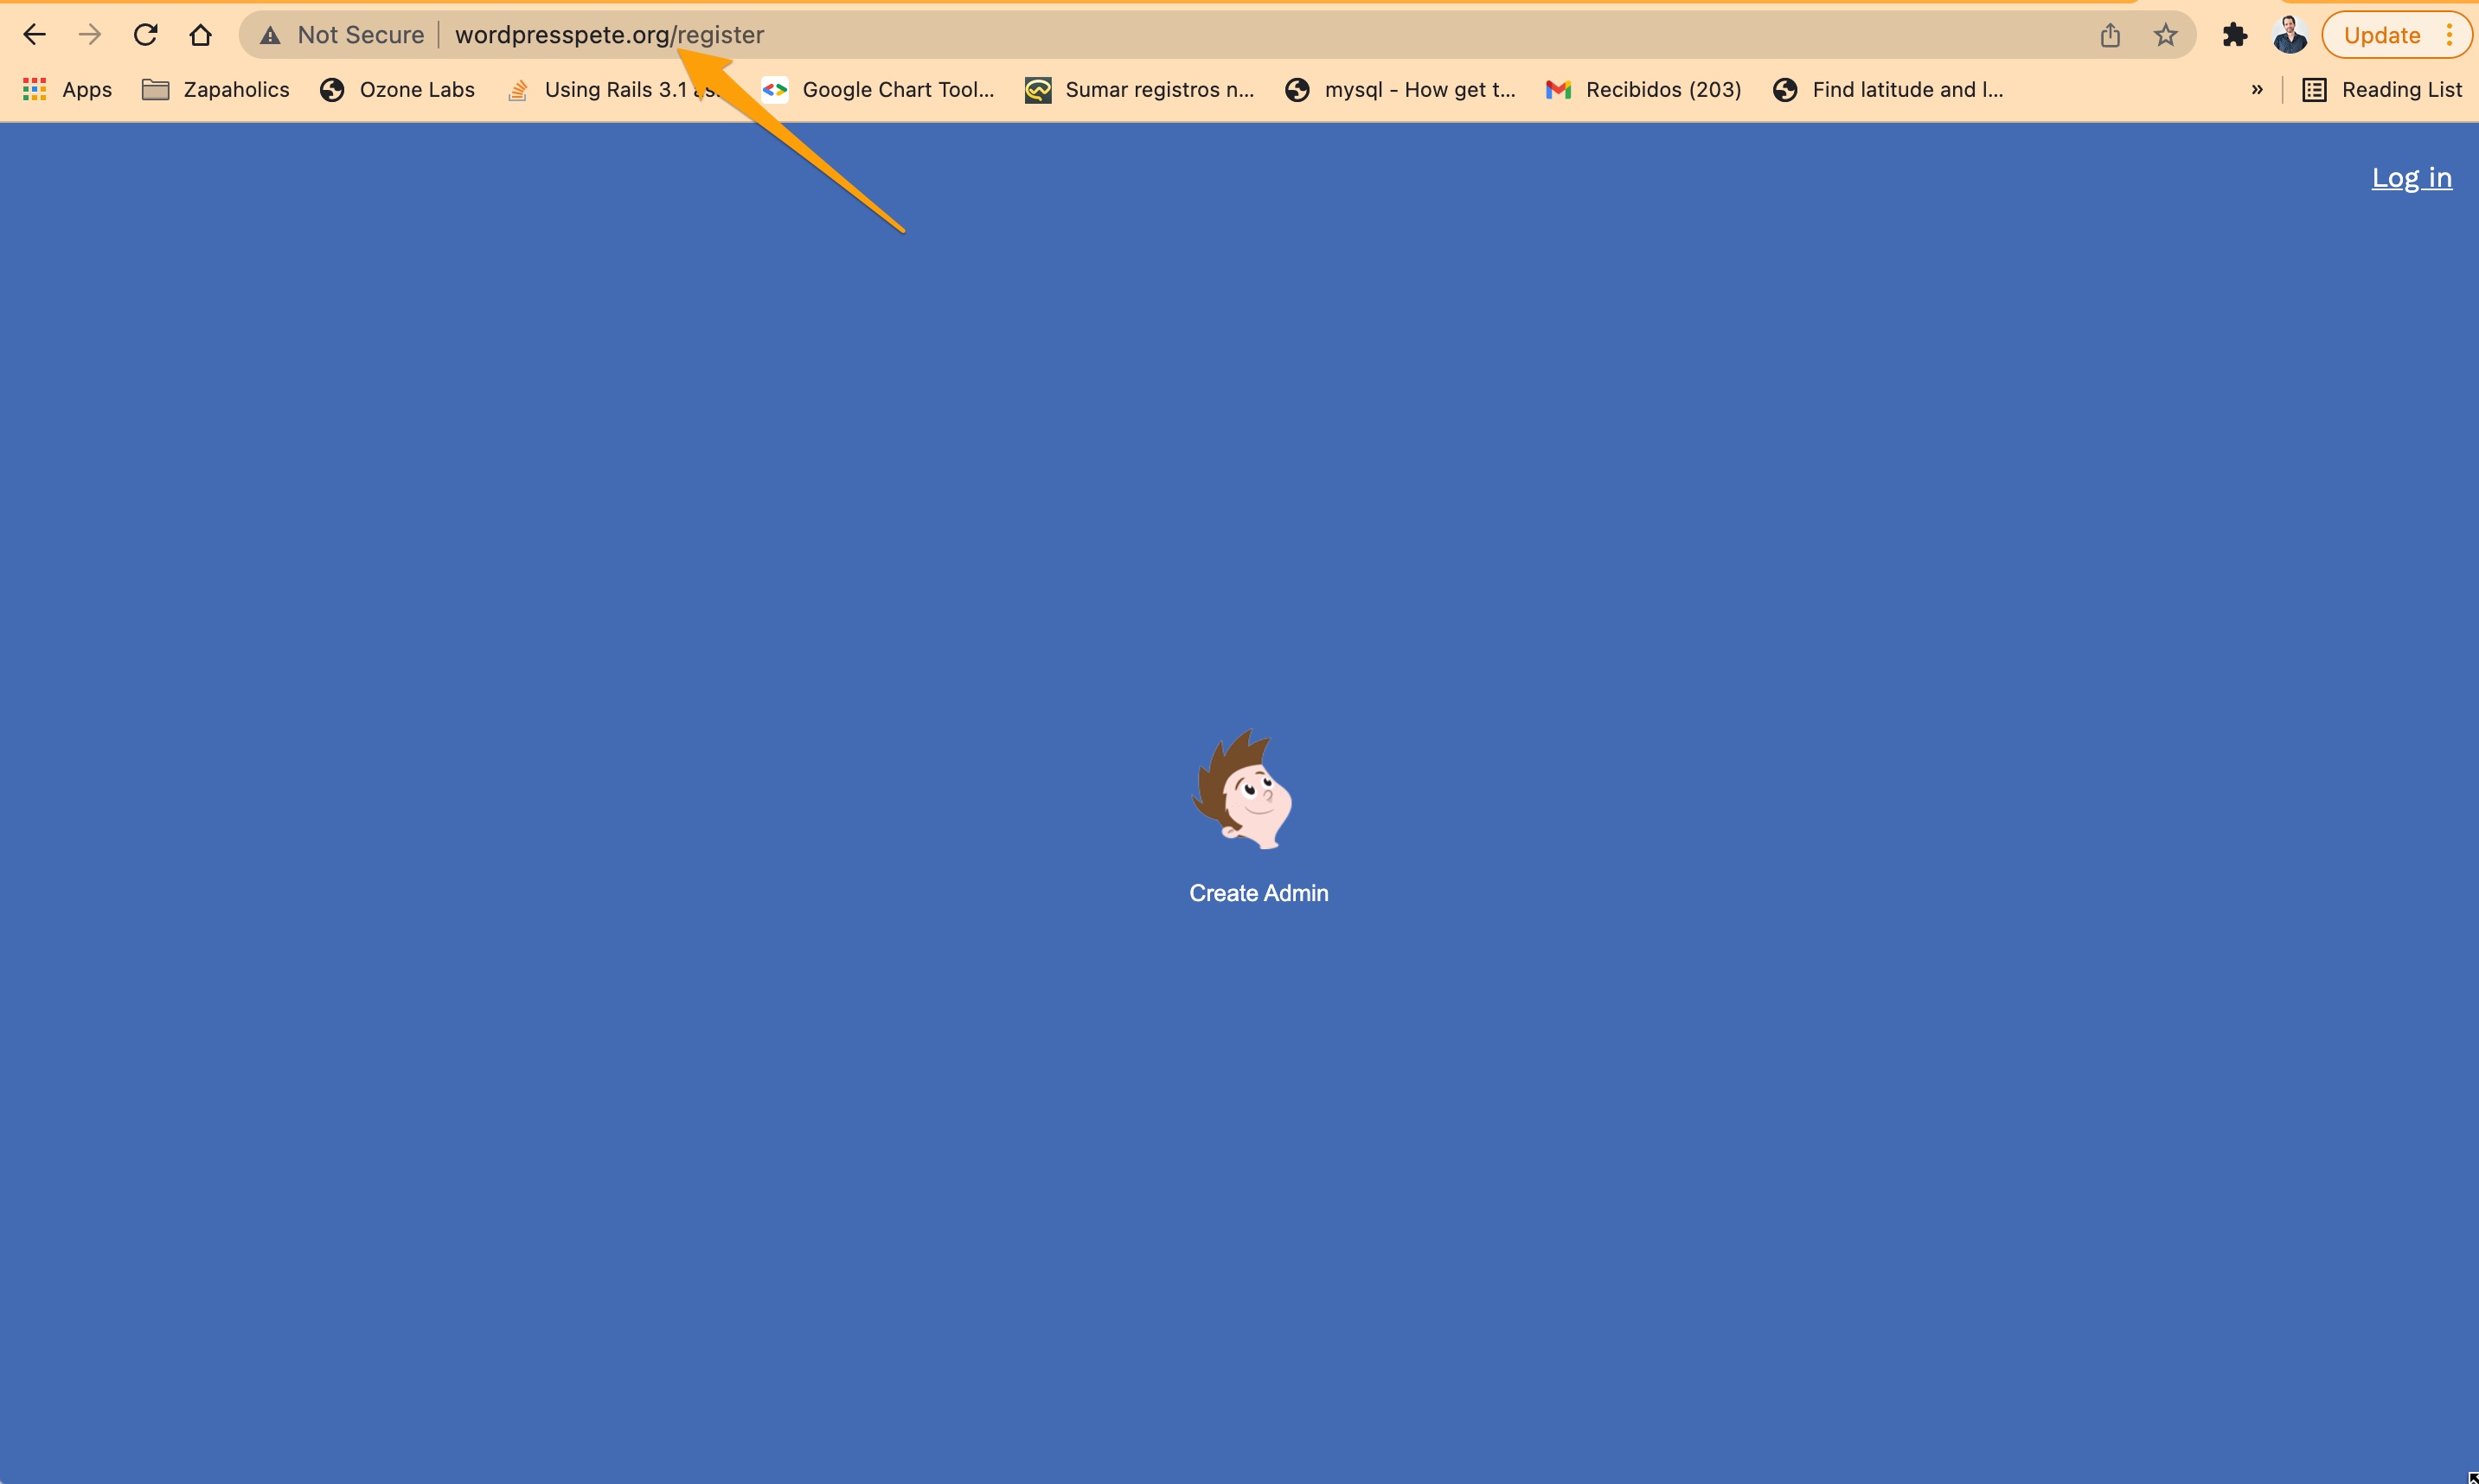 Not Secure wordpresspete.org/register Update
Apps Zapaholics Ozone Labs Using Rails 3.1 Google Chart Tool... Sumar registros n... mysql - How get t... Recibidos (203) Find latitude and l... » Reading List
Log in
Create Admin